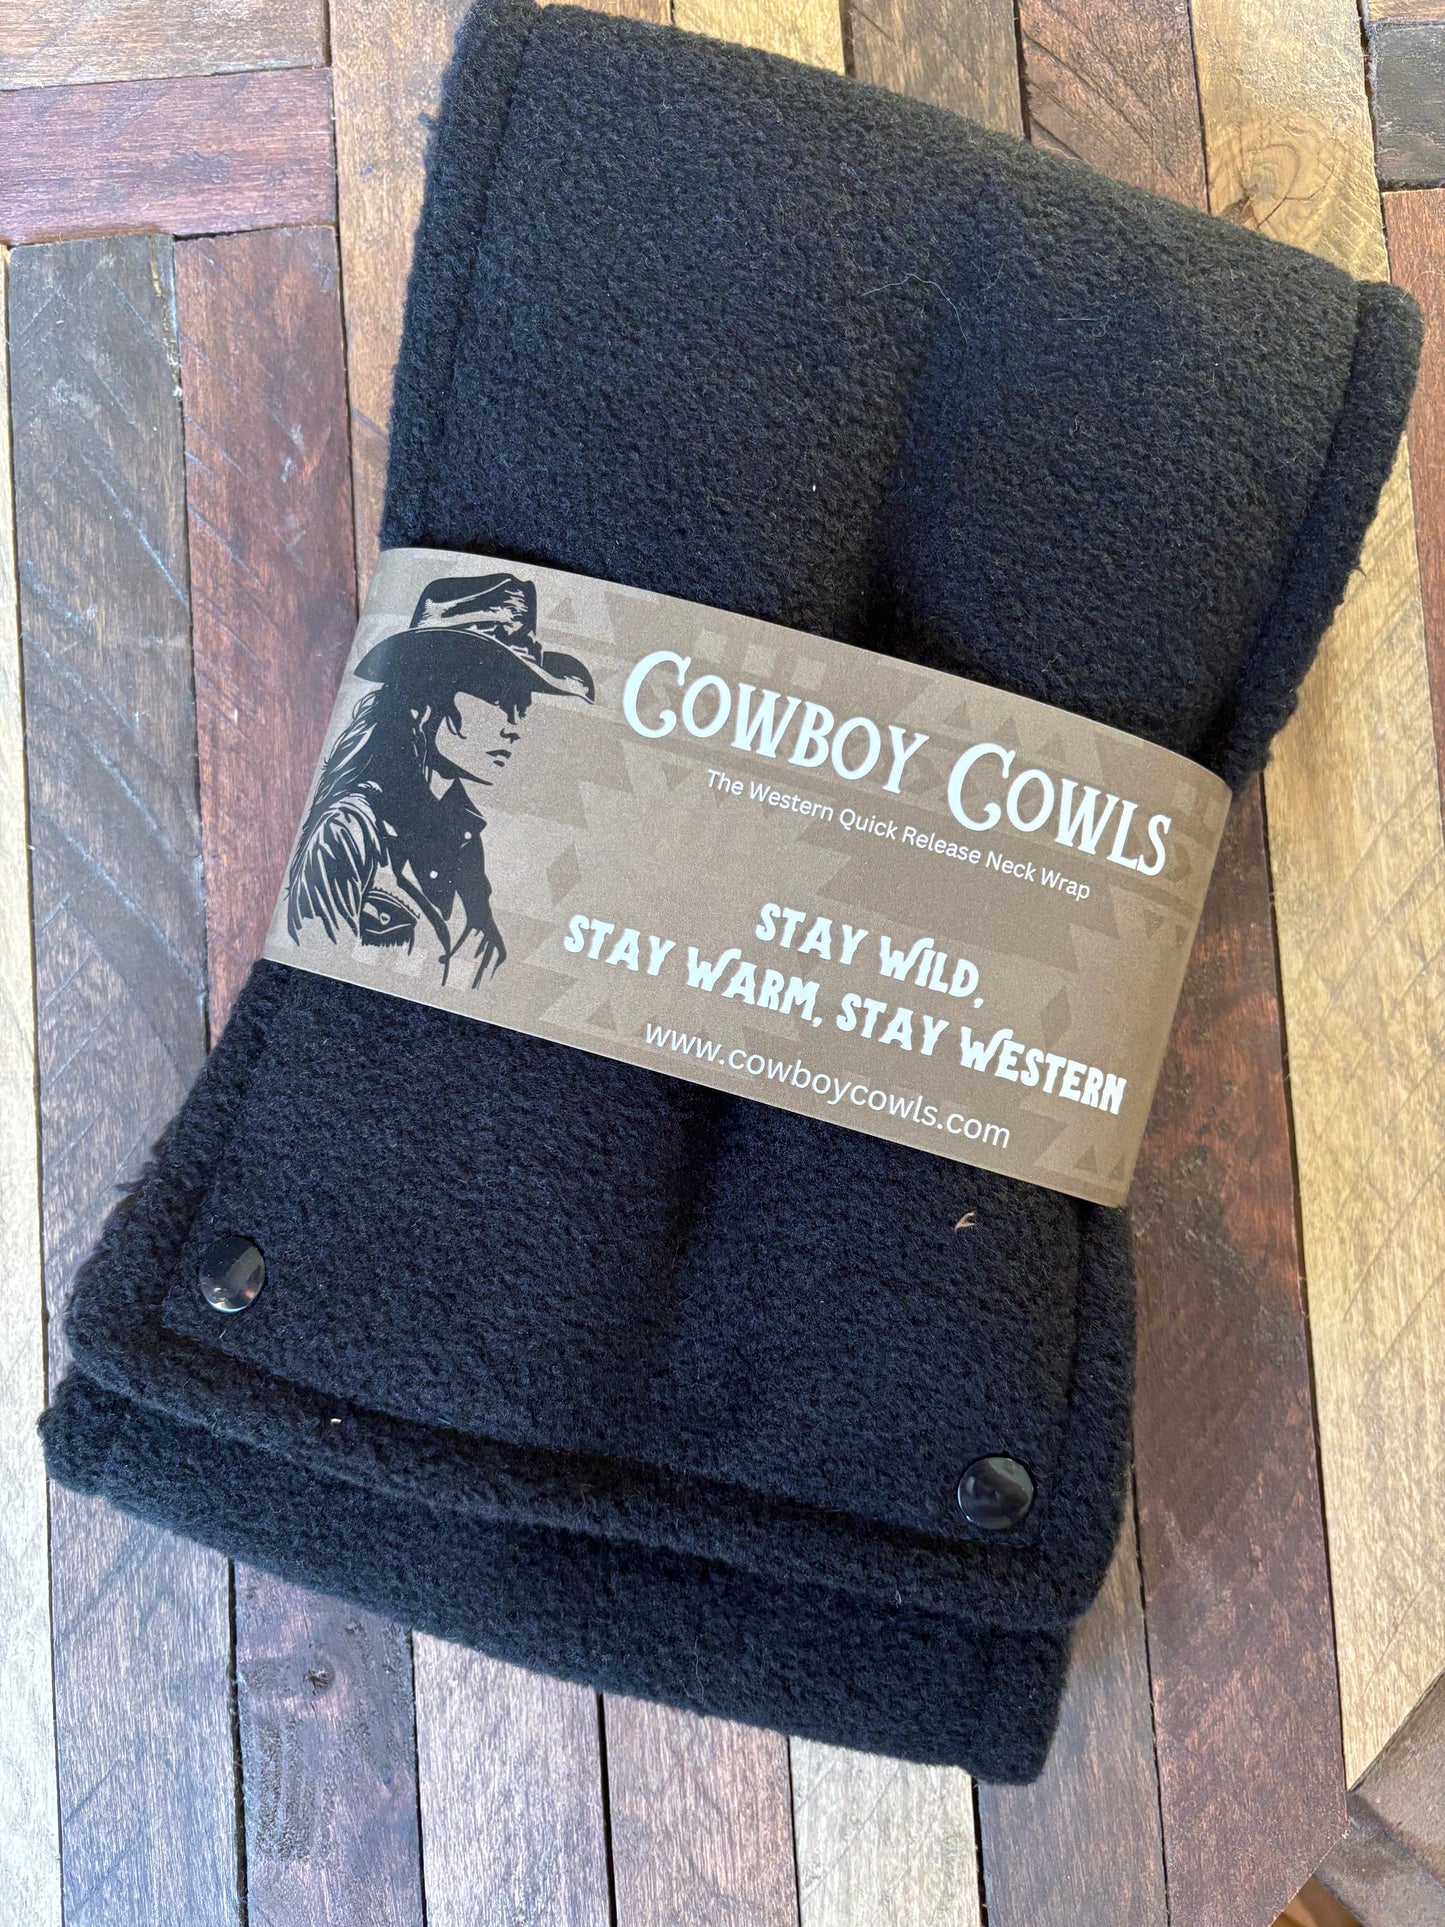 COWBOY COWLS
The Western Quick Release Neck Wrap
STAY WILD,
STAY WARM, STAY WESTERN
www.cowboycowls.com